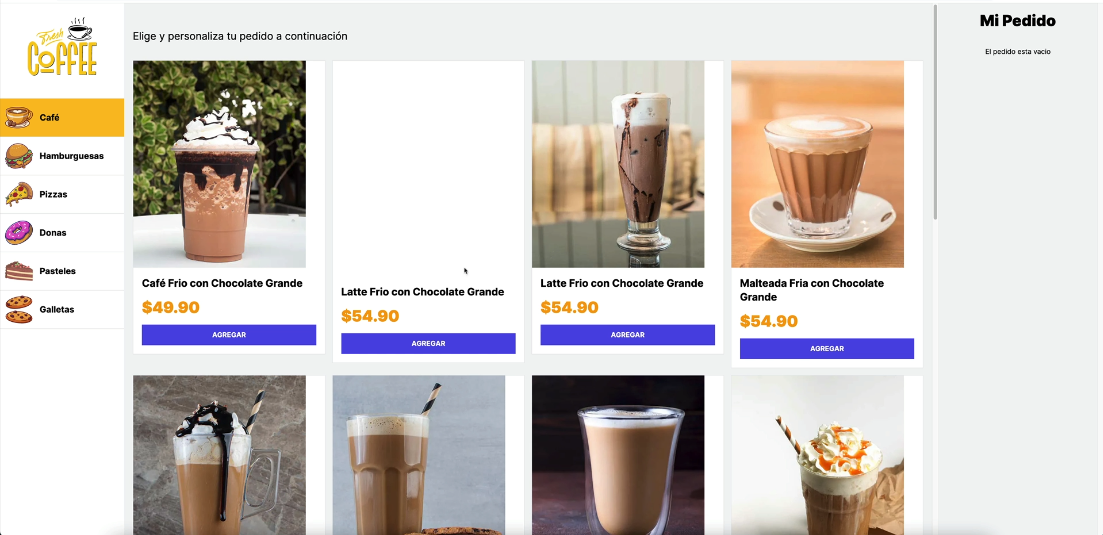 Fresh
COFFEE
Café
Hamburguesas
Pizzas
Donas
Pasteles
Galletas
Elige y personaliza tu pedido a continuación
Café Frio con Chocolate Grande
$49.90
AGREGAR
Latte Frio con Chocolate Grande
$54.90
AGREGAR
Latte Frio con Chocolate Grande
$54.90
AGREGAR
Malteada Fria con Chocolate
Grande
$54.90
AGREGAR
Mi Pedido
El pedido esta vacio